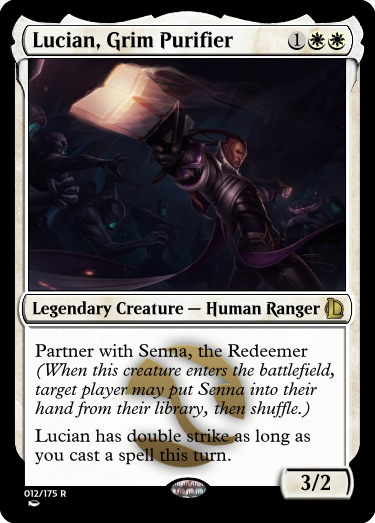 Lucian, Grim Purifier 1
Legendary Creature — Human Ranger
Partner with Senna, the Redeemer
(When this creature enters the battlefield,
target player may put Senna into their
hand from their library, then shuffle.)
Lucian has double strike as long as
you cast a spell this turn.
3/2
012/175 R